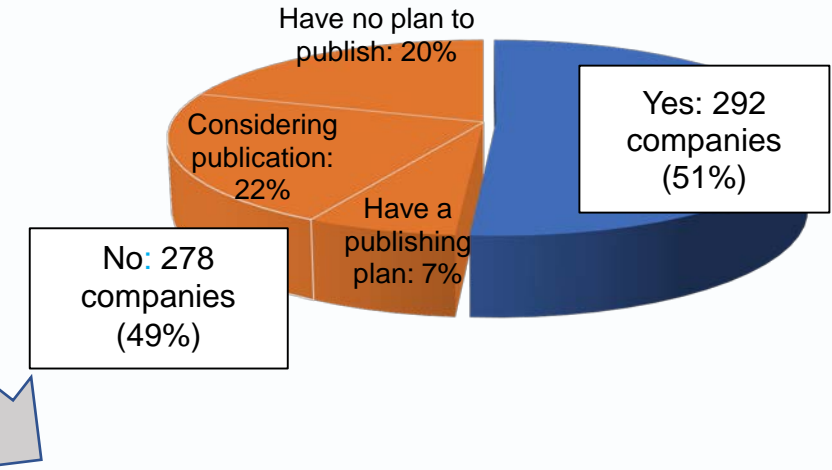 Have no plan to
publish: 20%
Yes: 292
companies
(51%)
Considering
publication:
22%
Have a
publishing
plan: 7%
No: 278
companies
(49%)